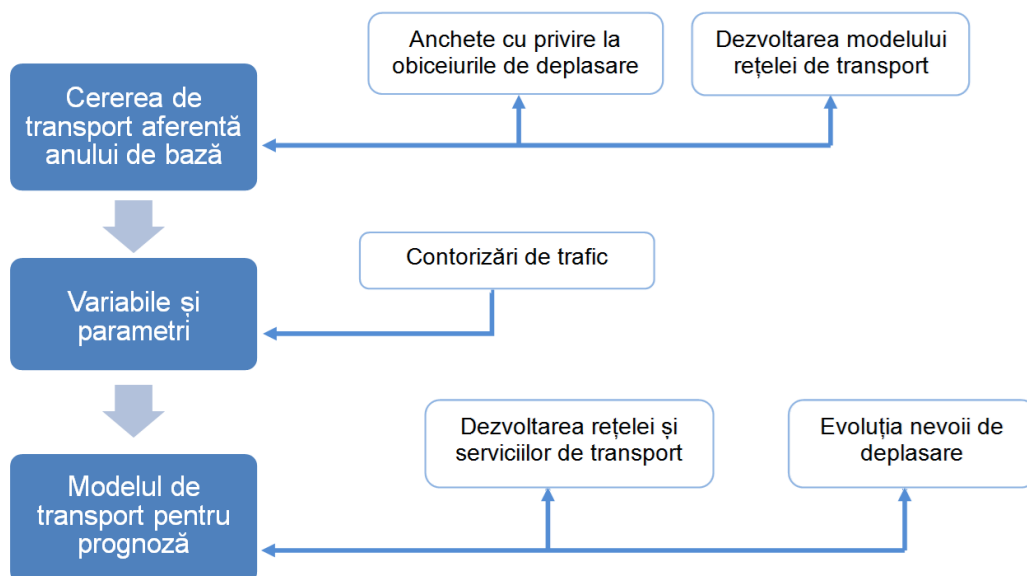 Anchete cu privire la
obiceiurile de deplasare
Dezvoltarea modelului
rețelei de transport
Cererea de
transport aferentă
anului de bază
Contorizări de trafic
Variabile și
parametri
Dezvoltarea rețelei și
serviciilor de transport
Evoluția nevoii de
deplasare
Modelul de
transport pentru
prognoză